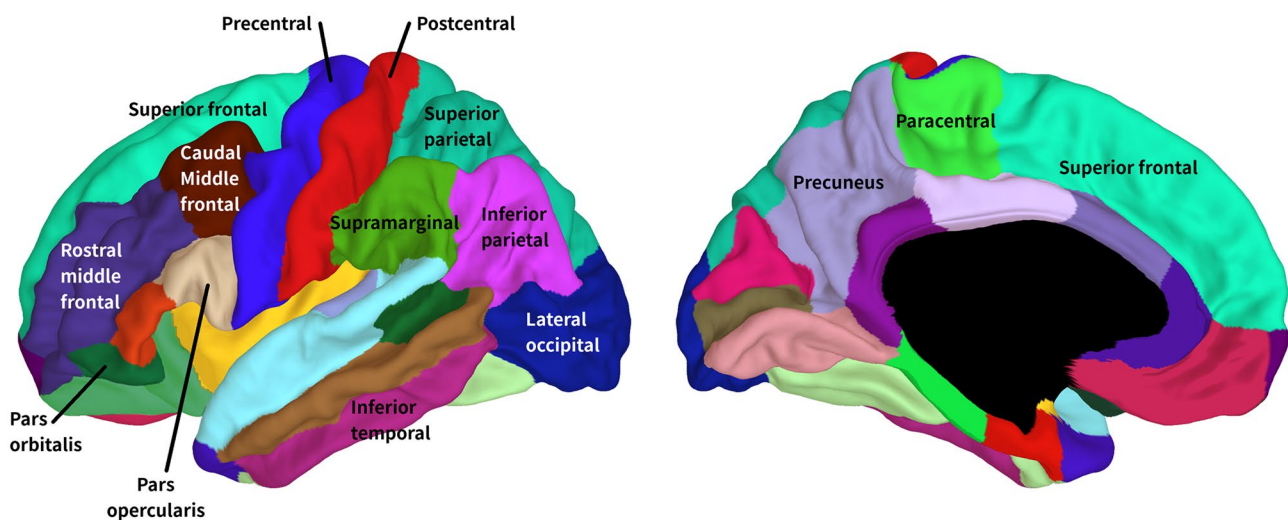 Precentral
Postcentral
Superior frontal
Superior
parietal
Caudal
Middle
frontal
Supramarginal
Inferior
parietal
Rostral
middle
frontal
Lateral
occipital
Pars
orbitalis
Inferior
temporal
Pars
opercularis
Paracentral
Precuneus
Superior frontal